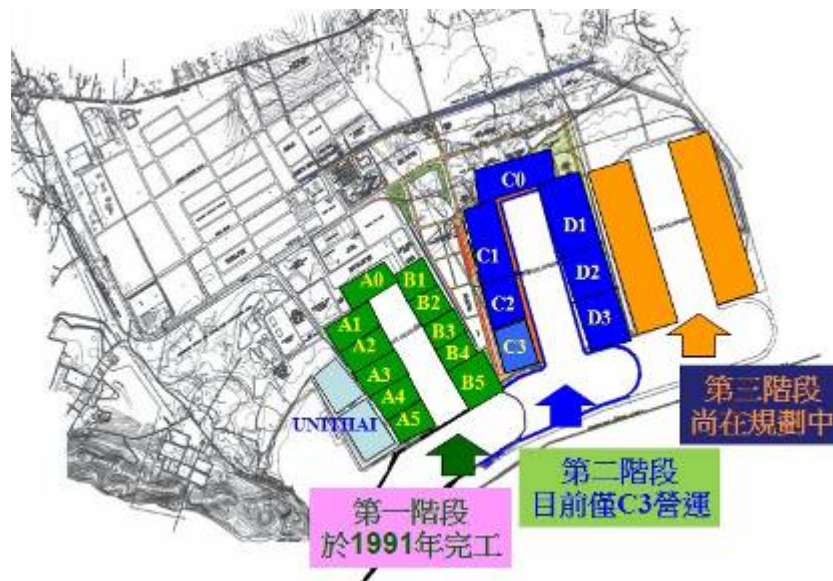 C0
D1
C1
D2
C2
D3
C3
A0
B1
B2
A1
B3
A2
B4
A3
B5
A4
A5
UNITHAI
第三階段
尚在規劃中
第二階段
目前僅C3營運
第一階段
於1991年完工